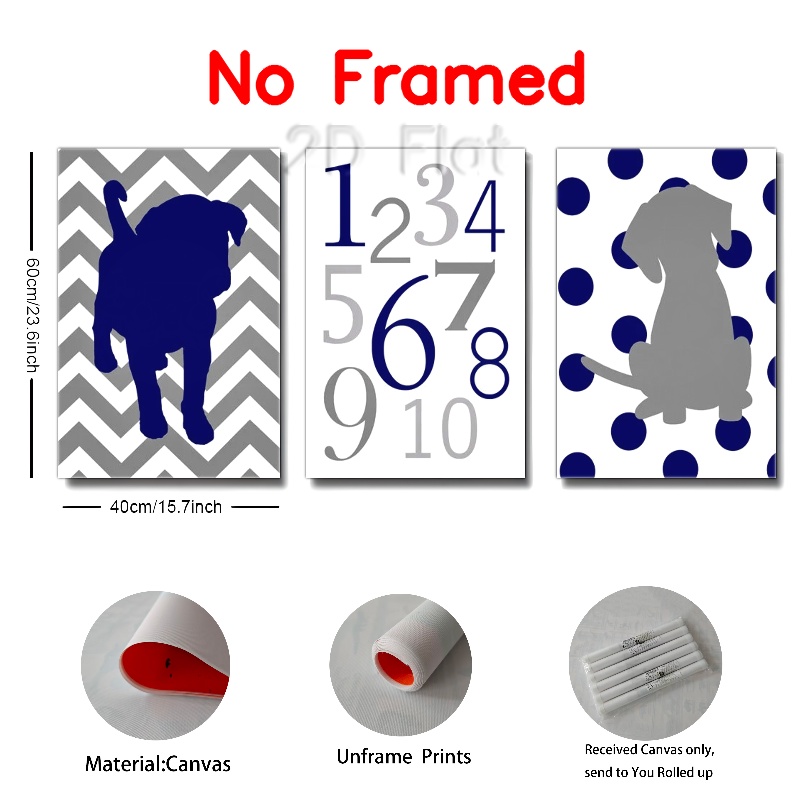 No Framed
2D Flat
60cm/23.6inch
1 2 3 4
5 6 7
8
9 10
40cm/15.7inch
Material:Canvas
Unframe Prints
Received Canvas only,
send to You Rolled up